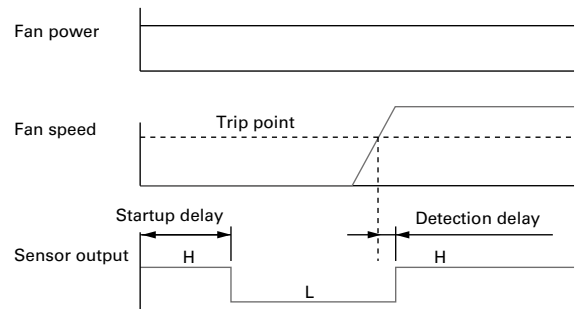 Fan power
Fan speed
Trip point
Startup delay
Detection delay
Sensor output
H
H
L